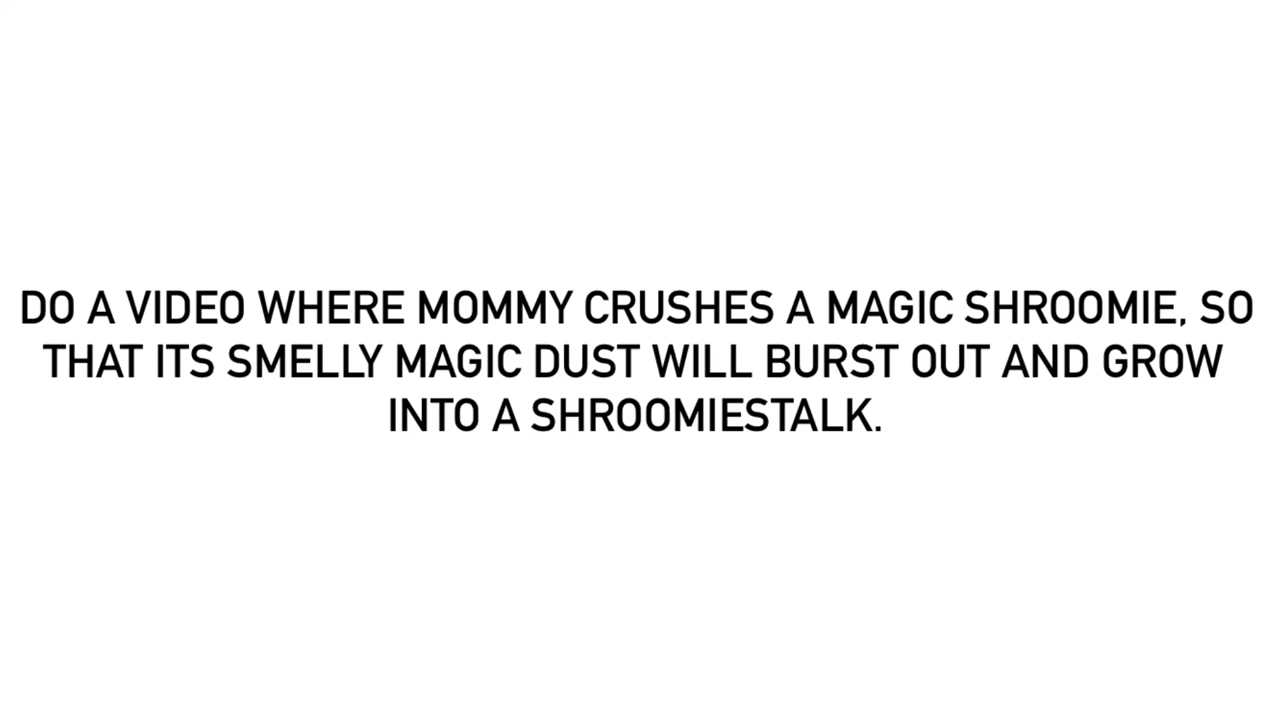 DO A VIDEO WHERE MOMMY CRUSHES A MAGIC SHROOMIE, SO
THAT ITS SMELLY MAGIC DUST WILL BURST OUT AND GROW
INTO A SHROOMIESTALK.